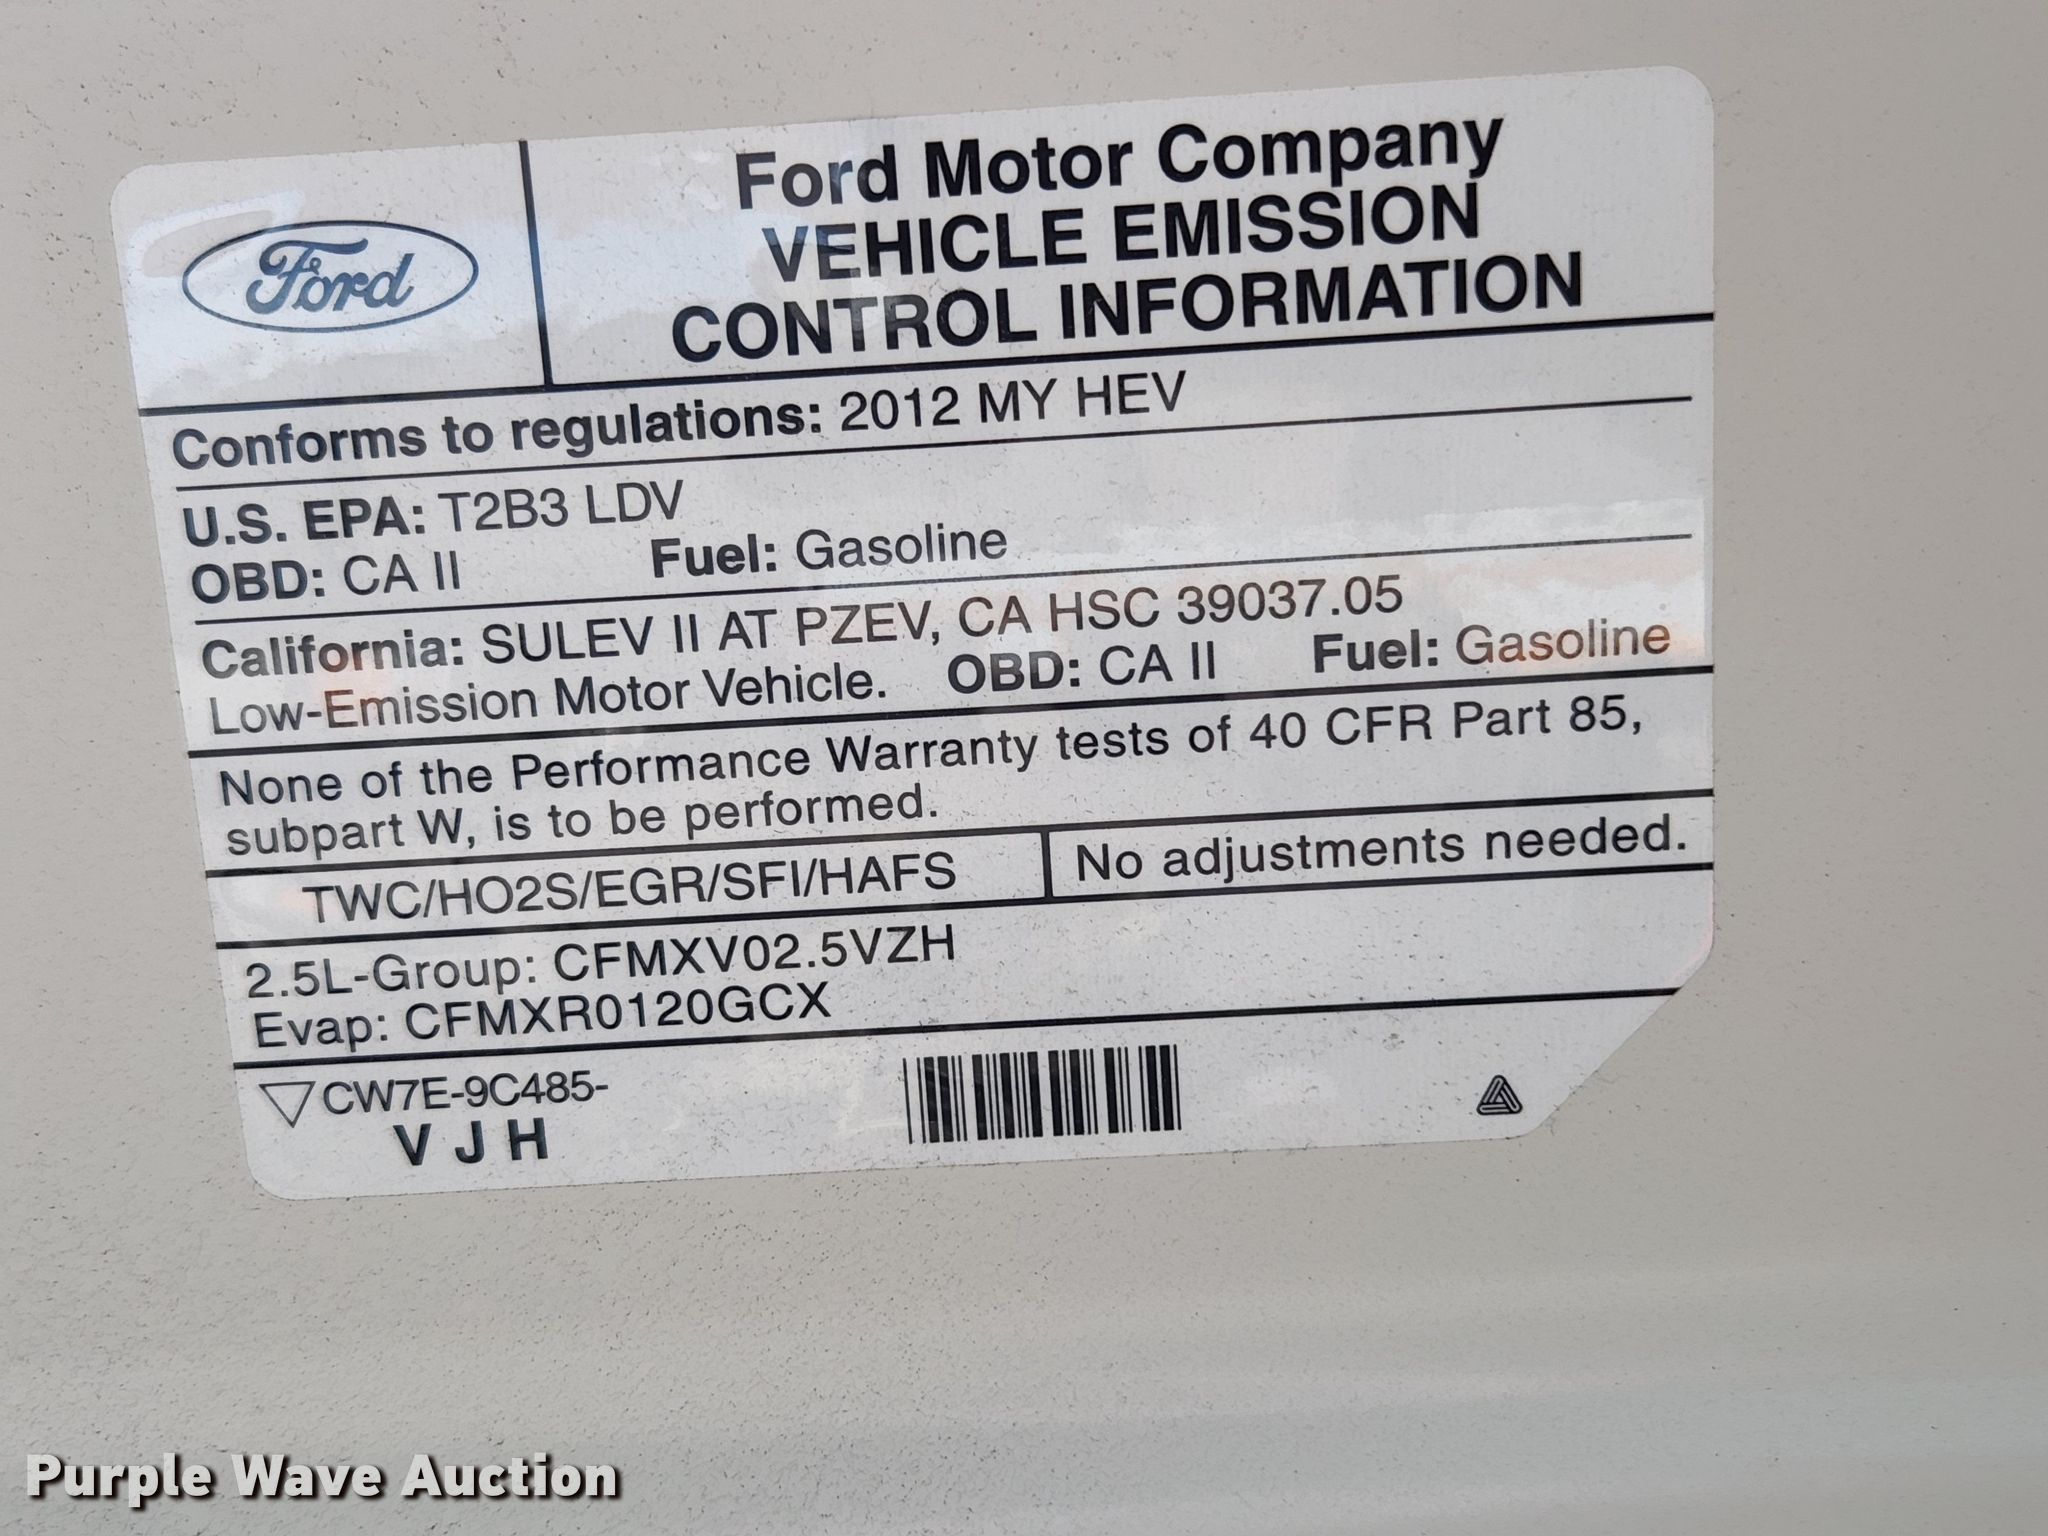 Ford
Ford Motor Company
VEHICLE EMISSION
CONTROL INFORMATION
Conforms to regulations: 2012 MY HEV
U.S. EPA: T2B3 LDV
OBD: CA II Fuel: Gasoline
California: SULEV II AT PZEV, CA HSC 39037.05
Low-Emission Motor Vehicle. OBD: CA II Fuel: Gasoline
None of the Performance Warranty tests of 40 CFR Part 85,
subpart W, is to be performed.
TWC/HO2S/EGR/SFI/HAFS No adjustments needed.
2.5L-Group: CFMXV02.5VZH
Evap: CFMXR0120GCX
CW7E-9C485-
V J H
Purple Wave Auction